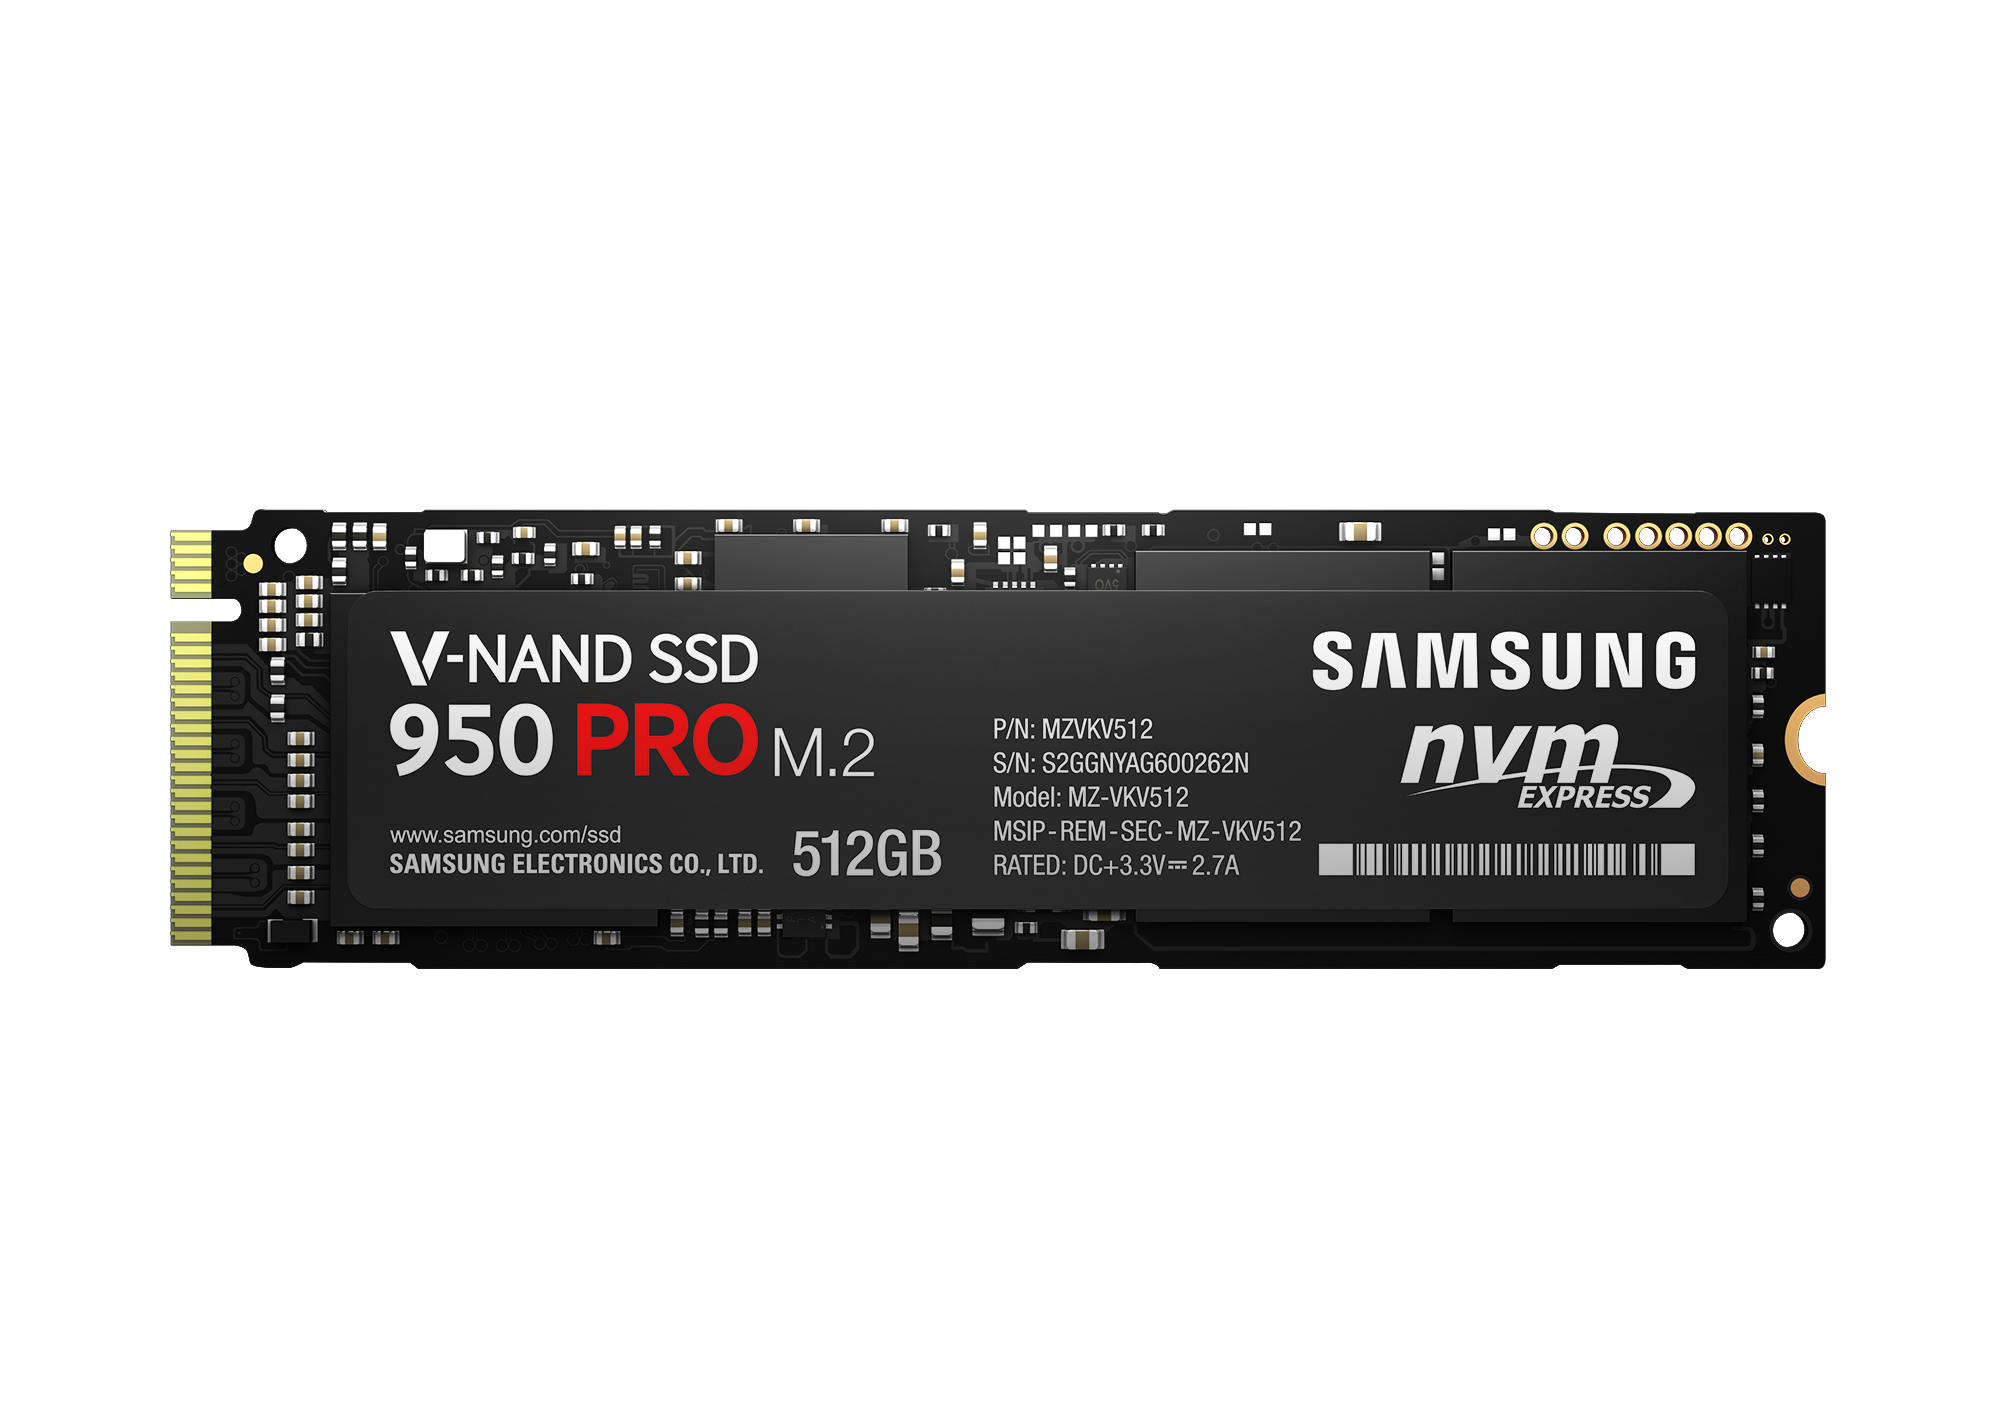 V-NAND SSD
950 PRO M.2
www.samsung.com/ssd
SAMSUNG ELECTRONICS CO., LTD.
512GB
P/N: MZVKV512
S/N: S2GGNYAG600262N
Model: MZ-VKV512
MSIP-REM-SEC-MZ-VKV512
RATED: DC+3.3V⎓2.7A
SAMSUNG
nvm
EXPRESS